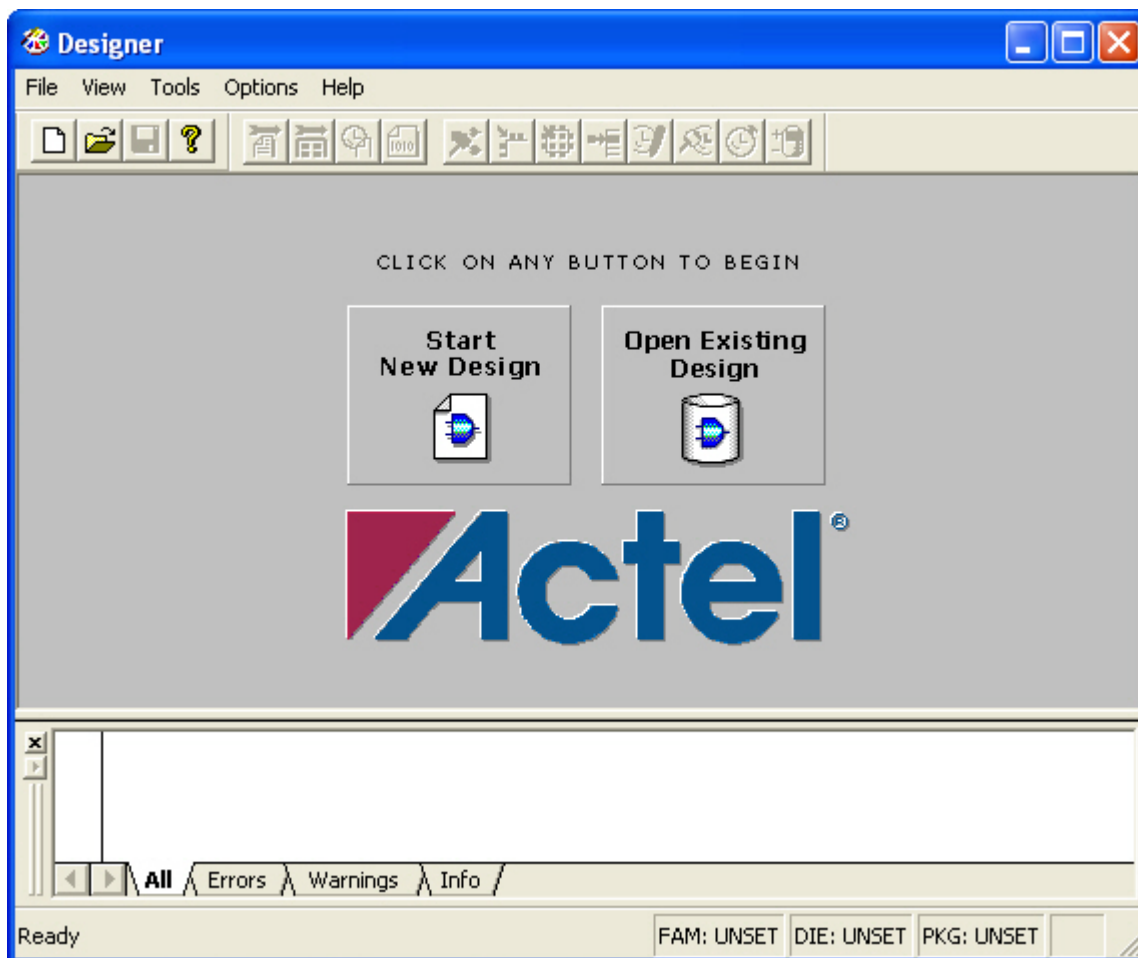 Designer
File View Tools Options Help
1010
CLICK ON ANY BUTTON TO BEGIN
Start
New Design
Open Existing
Design
Actel®
All Errors Warnings Info
Ready FAM: UNSET DIE: UNSET PKG: UNSET